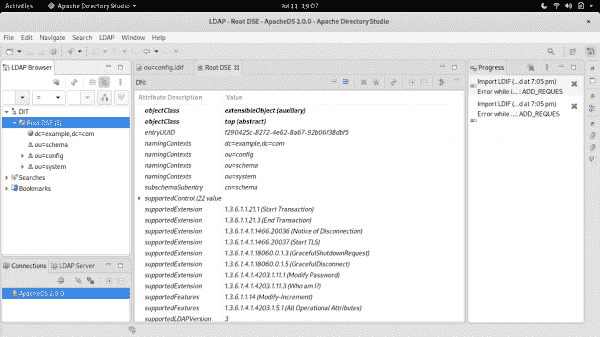 Activities
Apache Directory Studio
Jul 11 19:07
LDAP - Root DSE - ApacheDS 2.0.0 - Apache Directory Studio
File Edit Navigate Search LDAP Window Help
LDAP Browser
=
DIT
Root DSE (3)
dc=example,dc=com
ou=schema
ou=config
ou=system
Searches
Bookmarks
Connections
LDAP Server
ApacheDS 2.0.0
ou=config.ldif
Root DSE
DN:
Attribute Description Value
objectClass extensibleObject (auxiliary)
objectClass top (abstract)
entryUUID f290425c-8272-4e62-8a67-92b06f38dbf5
namingContexts dc=example,dc=com
namingContexts ou=config
namingContexts ou=schema
namingContexts ou=system
subschemaSubentry cn=schema
supportedControl (22 value
supportedExtension 1.3.6.1.1.21.1 (Start Transaction)
supportedExtension 1.3.6.1.1.21.3 (End Transaction)
supportedExtension 1.3.6.1.4.1.1466.20036 (Notice of Disconnection)
supportedExtension 1.3.6.1.4.1.1466.20037 (Start TLS)
supportedExtension 1.3.6.1.4.1.18060.0.1.3 (GracefulShutdownRequest)
supportedExtension 1.3.6.1.4.1.18060.0.1.5 (GracefulDisconnect)
supportedExtension 1.3.6.1.4.1.4203.1.11.1 (Modify Password)
supportedExtension 1.3.6.1.4.1.4203.1.11.3 (Who am I?)
supportedFeatures 1.3.6.1.1.14 (Modify-Increment)
supportedFeatures 1.3.6.1.4.1.4203.1.5.1 (All Operational Attributes)
supportedLDAPVersion 3
Progress
Import LDIF (...d at 7:05 pm)
Error while i... : ADD_REQUES
Import LDIF (...d at 7:05 pm)
Error while i... : ADD_REQUES